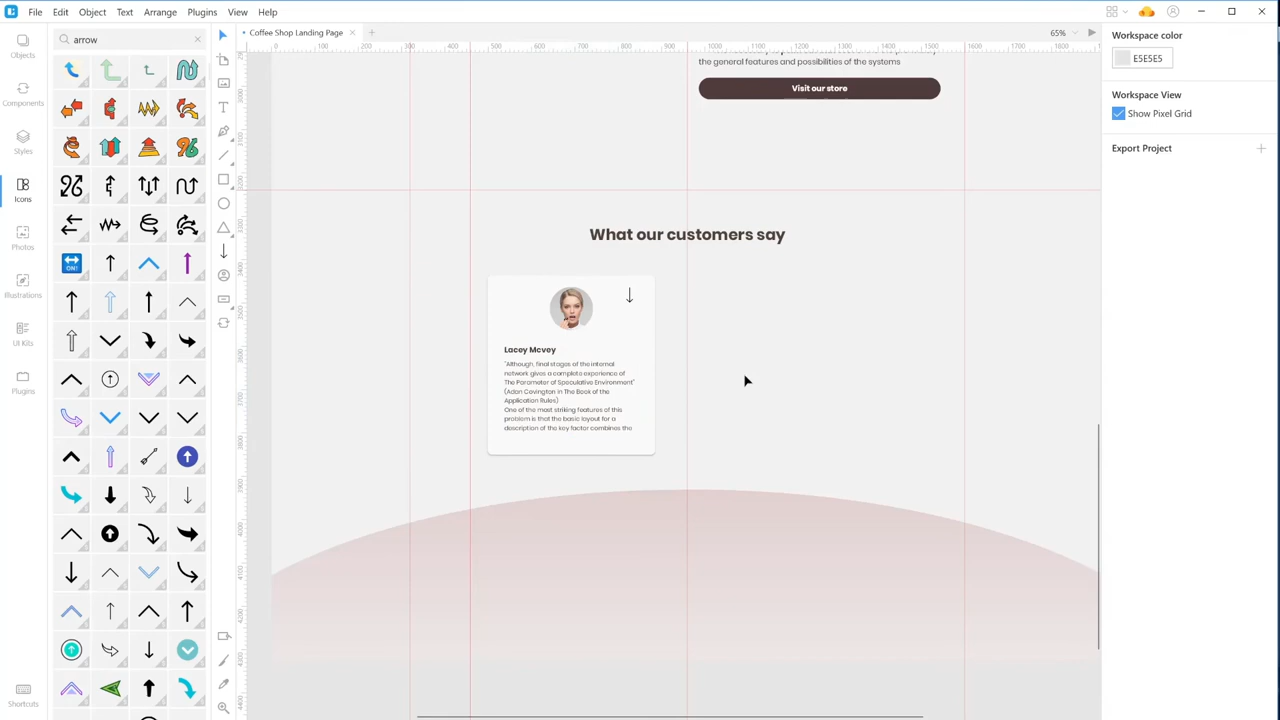 File Edit Object Text Arrange Plugins View Help
Coffee Shop Landing Page
65%
arrow
Objects
Components
Styles
Icons
Photos
Illustrations
UI Kits
Plugins
Shortcuts
ON!
the general features and possibilities of the systems
Visit our store
What our customers say
Lacey Mcvey
"Although, final stages of the internal
network gives a complete experience of
The Parameter of Speculative Environment"
(Adan Covington in The Book of the
Application Rules)
One of the most striking features of this
problem is that the basic layout for a
description of the key factor combines the
Workspace color
E5E5E5
Workspace View
Show Pixel Grid
Export Project